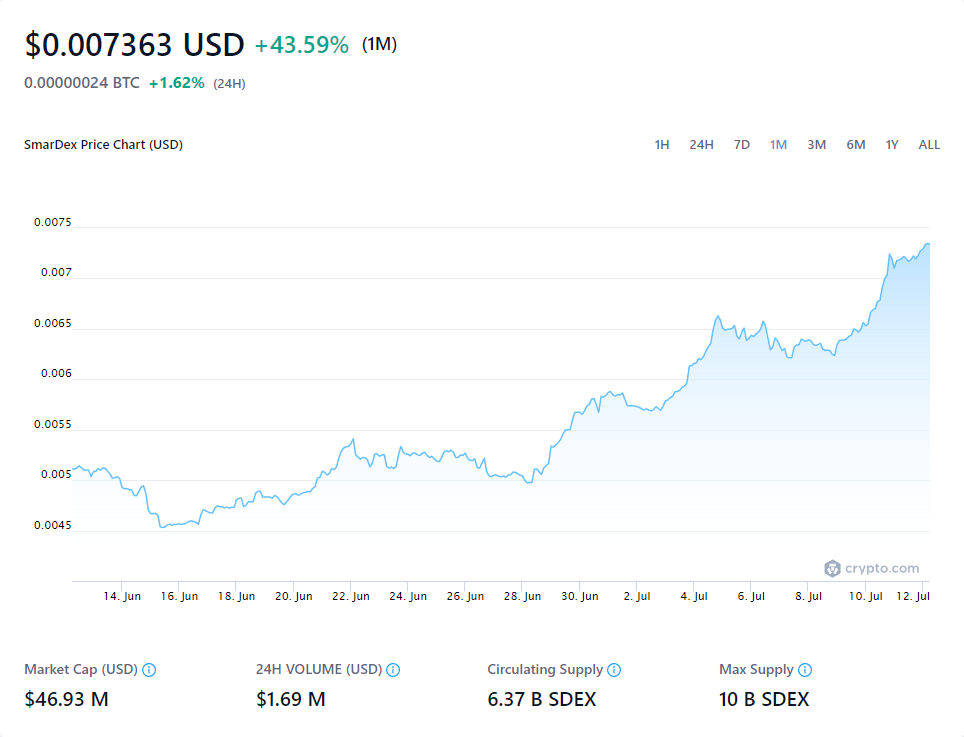 $0.007363 USD +43.59% (1M)
0.00000024 BTC +1.62% (24H)
SmarDex Price Chart (USD) 1H 24H 7D 1M 3M 6M 1Y ALL
0.0075
0.007
0.0065
0.006
0.0055
0.005
0.0045
crypto.com
14. Jun 16. Jun 18. Jun 20. Jun 22. Jun 24. Jun 26. Jun 28. Jun 30. Jun 2. Jul 4. Jul 6. Jul 8. Jul 10. Jul 12. Jul
Market Cap (USD) 24H VOLUME (USD) Circulating Supply Max Supply
$46.93 M $1.69 M 6.37 B SDEX 10 B SDEX